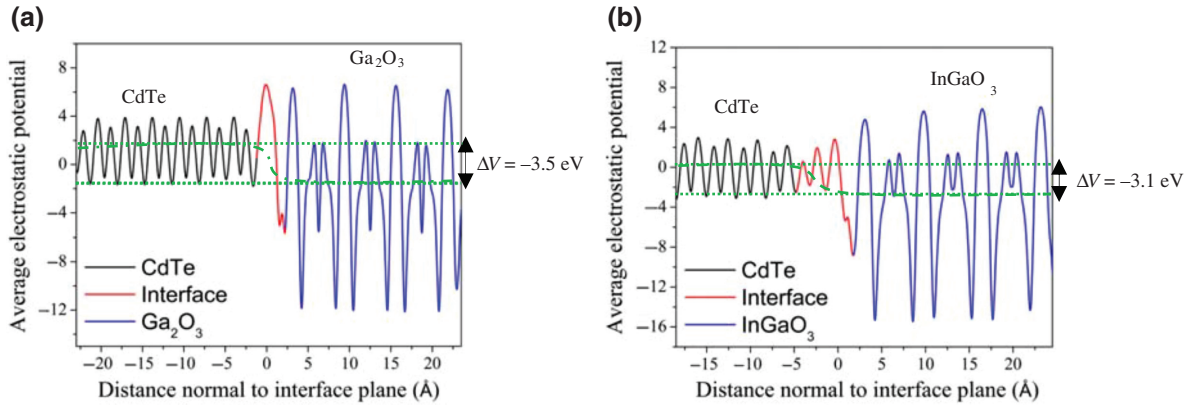 (a)
Ga₂O₃
CdTe
ΔV = −3.5 eV
Average electrostatic potential
8
4
0
−4
−8
−12
CdTe
Interface
Ga₂O₃
−20 −15 −10 −5 0 5 10 15 20
Distance normal to interface plane (Å)
(b)
InGaO₃
CdTe
ΔV = −3.1 eV
Average electrostatic potential
12
8
4
0
−4
−8
−12
−16
CdTe
Interface
InGaO₃
−15 −10 −5 0 5 10 15 20
Distance normal to interface plane (Å)